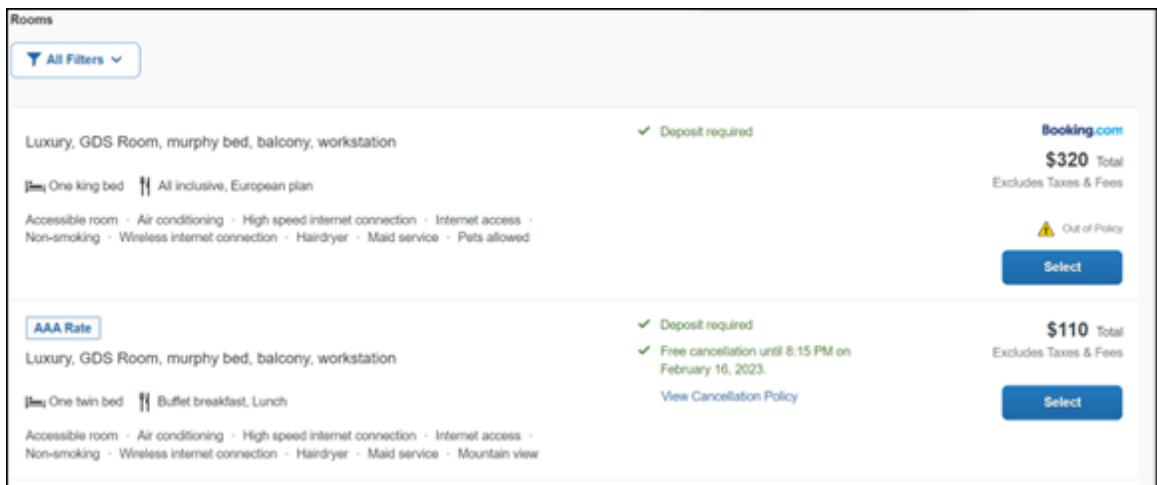 Rooms
All Filters
Luxury, GDS Room, murphy bed, balcony, workstation
One king bed All inclusive, European plan
Accessible room · Air conditioning · High speed internet connection · Internet access ·
Non-smoking · Wireless internet connection · Hairdryer · Maid service · Pets allowed
Deposit required
Booking.com
$320 Total
Excludes Taxes & Fees
Out of Policy
Select
AAA Rate
Luxury, GDS Room, murphy bed, balcony, workstation
One twin bed Buffet breakfast, Lunch
Accessible room · Air conditioning · High speed internet connection · Internet access ·
Non-smoking · Wireless internet connection · Hairdryer · Maid service · Mountain view
Deposit required
Free cancellation until 8:15 PM on
February 16, 2023.
View Cancellation Policy
$110 Total
Excludes Taxes & Fees
Select